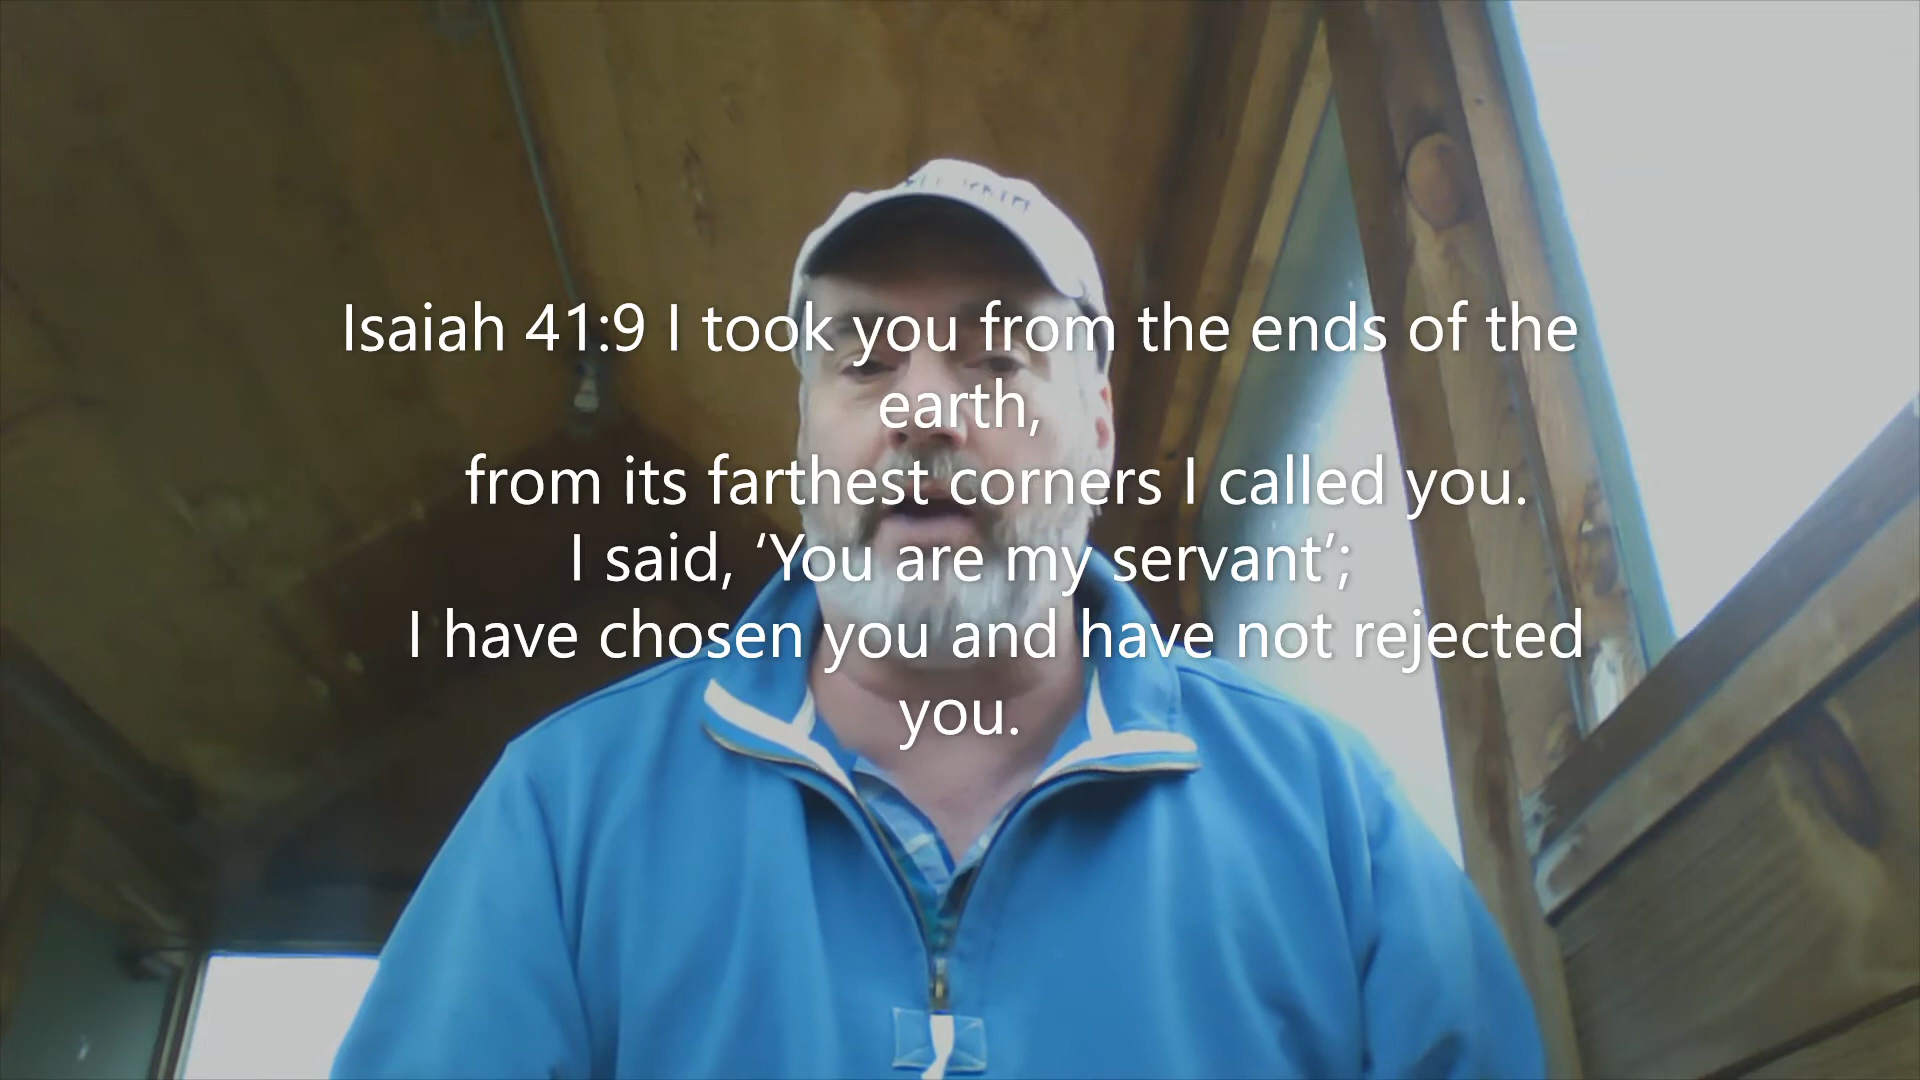 Isaiah 41:9 I took you from the ends of the
earth,
from its farthest corners I called you.
I said, ‘You are my servant’;
I have chosen you and have not rejected
you.